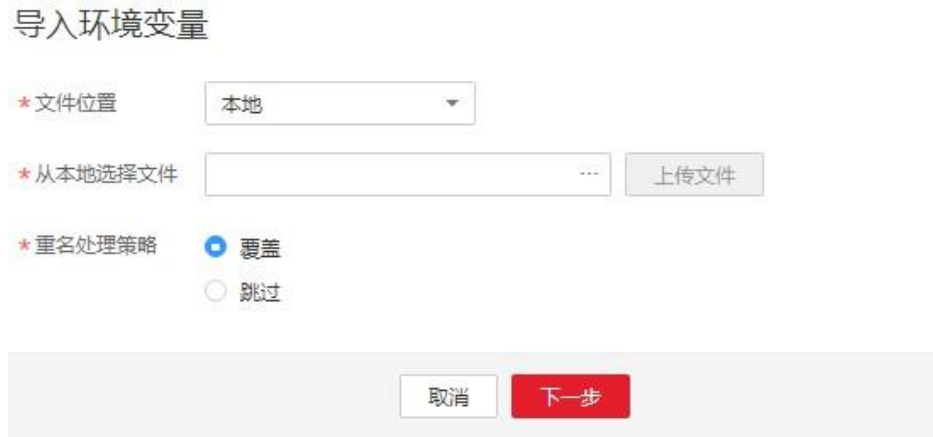 导入环境变量
*文件位置 本地
*从本地选择文件 ... 上传文件
*重名处理策略 覆盖
跳过
取消 下一步